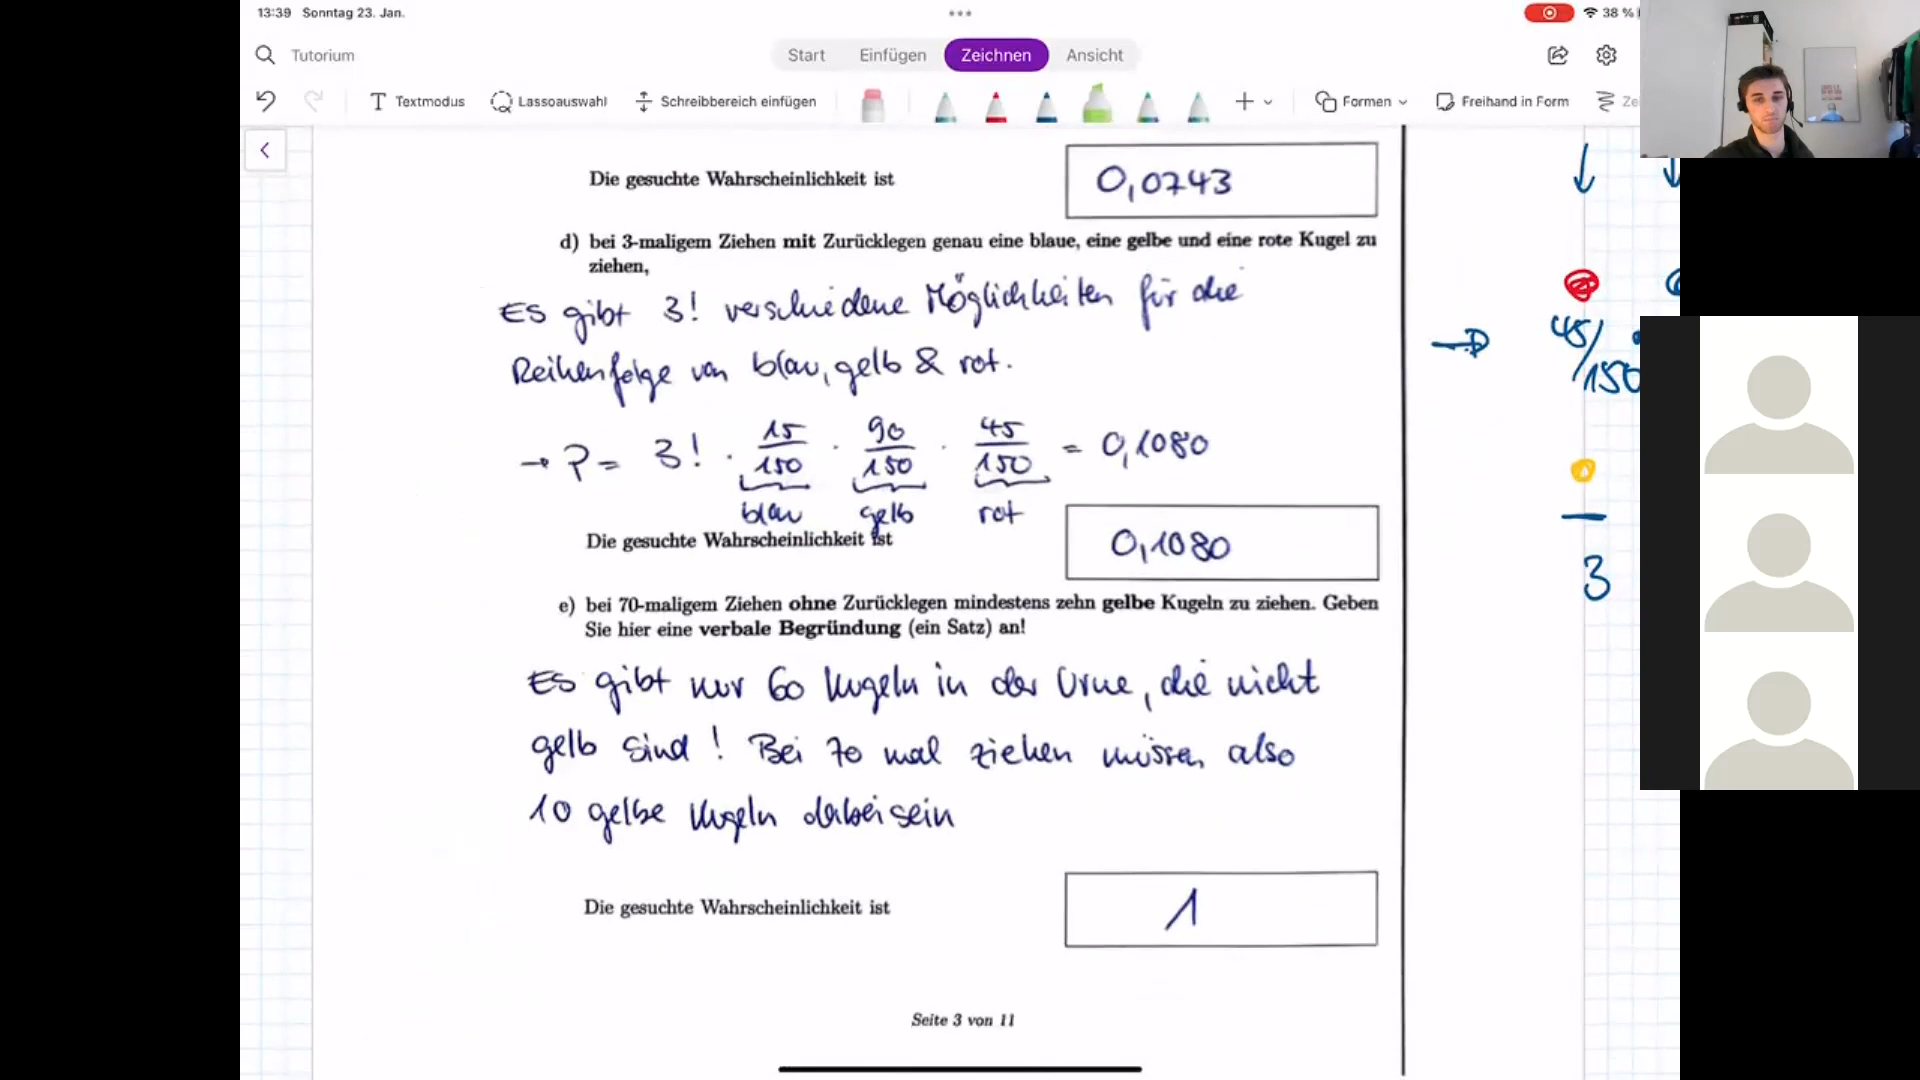 13:39 Sonntag 23. Jan.
38 %
Tutorium
Start Einfügen Zeichnen Ansicht
Textmodus Lassoauswahl Schreibbereich einfügen Formen Freihand in Form
Die gesuchte Wahrscheinlichkeit ist 0,0743
d) bei 3-maligem Ziehen mit Zurücklegen genau eine blaue, eine gelbe und eine rote Kugel zu
ziehen,
Es gibt 3! verschiedene Möglichkeiten für die
Reihenfolge von blau, gelb & rot.
→ P = 3! · 15/150 · 90/150 · 45/150 = 0,1080
blau gelb rot
Die gesuchte Wahrscheinlichkeit ist 0,1080
e) bei 70-maligem Ziehen ohne Zurücklegen mindestens zehn gelbe Kugeln zu ziehen. Geben
Sie hier eine verbale Begründung (ein Satz) an!
Es gibt nur 60 Kugeln in der Urne, die nicht
gelb sind! Bei 70 mal ziehen müssen also
10 gelbe Kugeln dabei sein
Die gesuchte Wahrscheinlichkeit ist 1
Seite 3 von 11
45/150
3